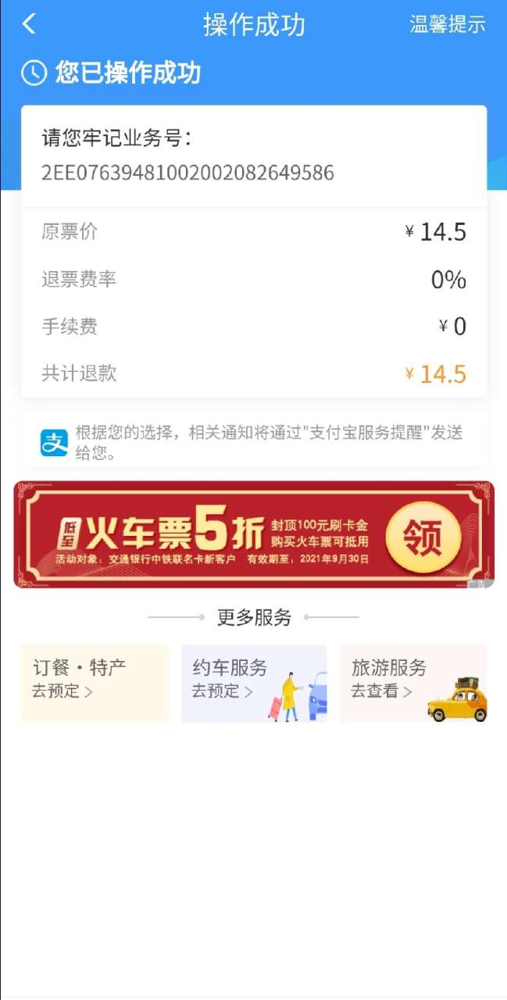 操作成功
温馨提示
您已操作成功
请您牢记业务号：
2EE07639481002002082649586
原票价 ¥ 14.5
退票费率 0%
手续费 ¥ 0
共计退款 ¥ 14.5
支
根据您的选择，相关通知将通过"支付宝服务提醒"发送
给您。
低至火车票5折
封顶100元刷卡金
购买火车票可抵用
领
活动对象：交通银行中铁联名卡新客户 有效期至：2021年9月30日
广告
更多服务
订餐·特产
去预定 >
约车服务
去预定 >
旅游服务
去查看 >